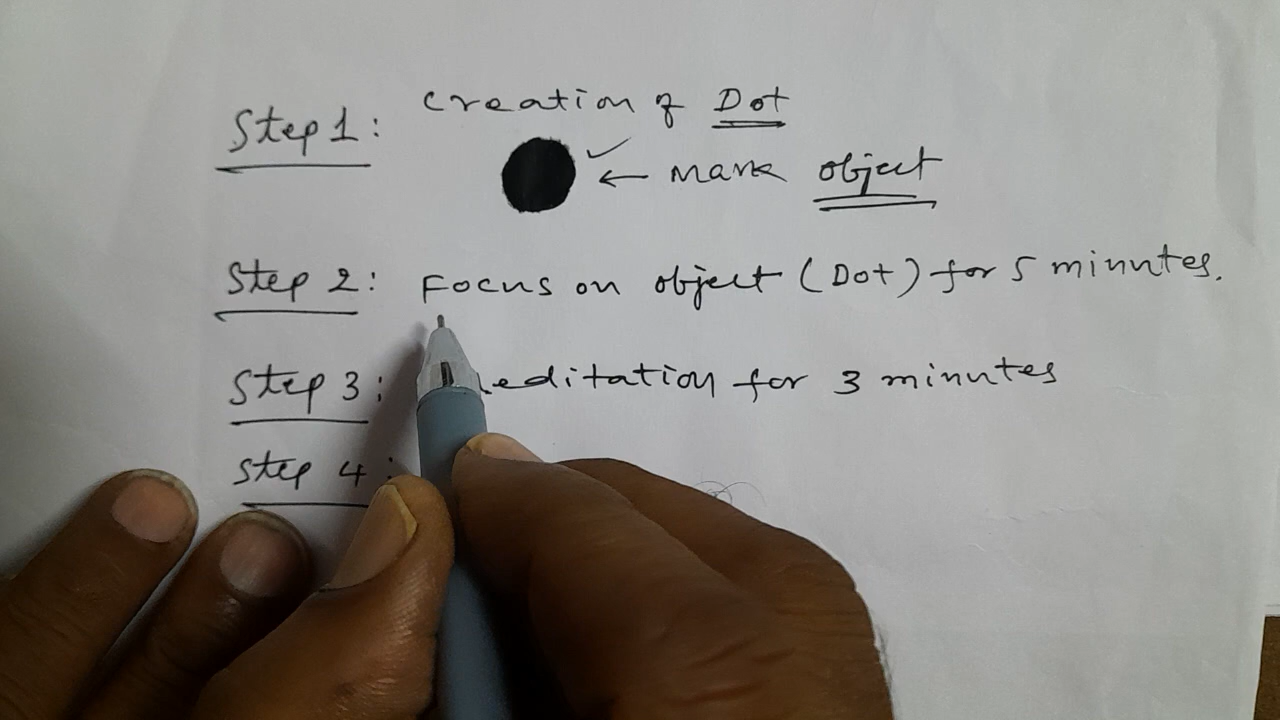 Step 1: Creation of Dot
← Mark object
Step 2: Focus on object (Dot) for 5 minutes.
Step 3: editation for 3 minutes
Step 4: